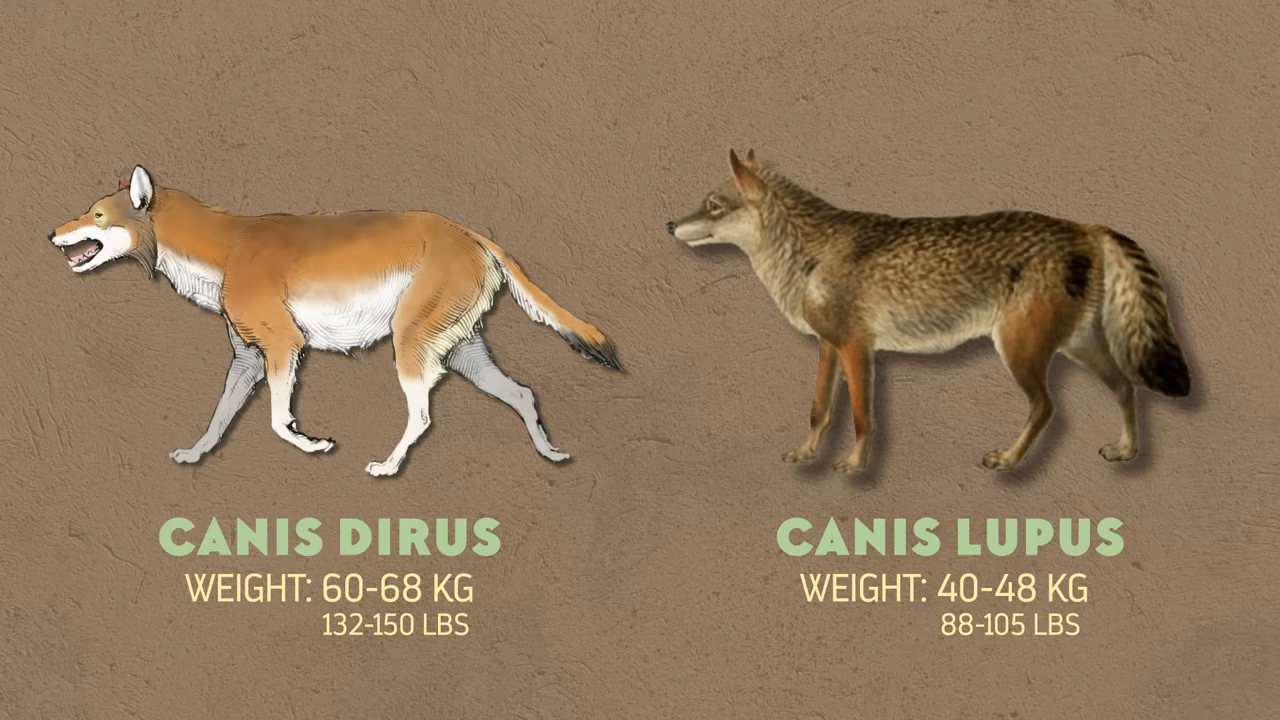 CANIS DIRUS
WEIGHT: 60-68 KG
132-150 LBS
CANIS LUPUS
WEIGHT: 40-48 KG
88-105 LBS